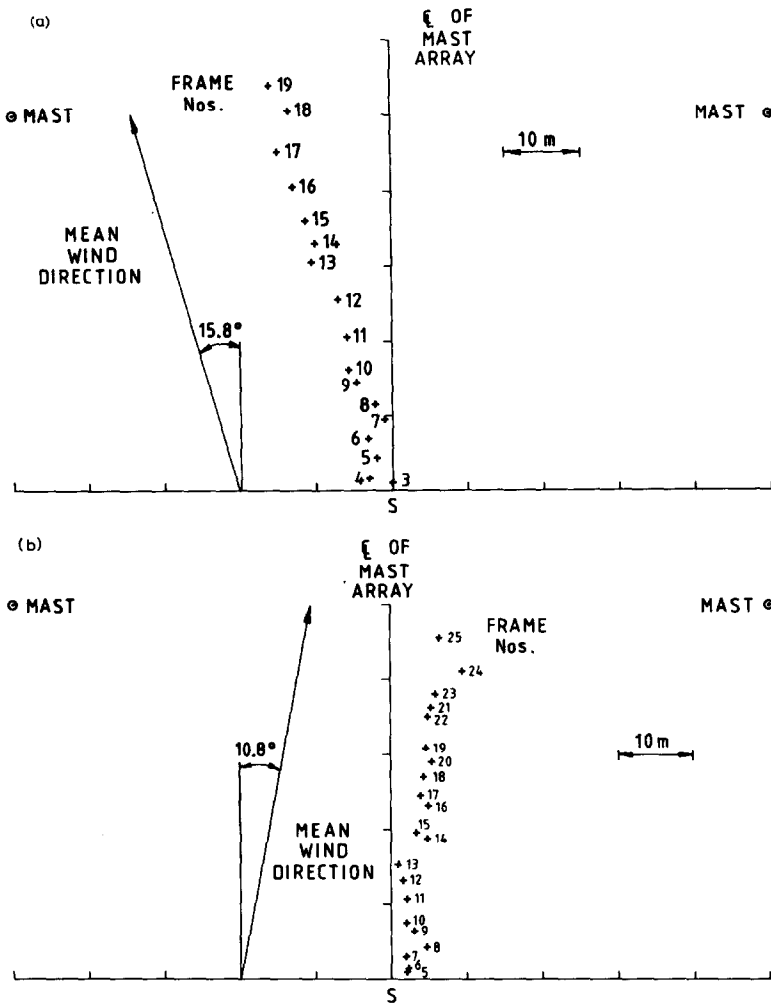 (a)
℄ OF
MAST
ARRAY
FRAME
Nos.
19
18
MAST
MAST
10 m
17
16
15
14
13
MEAN
WIND
DIRECTION
12
15.8°
11
10
9
8
7
6
5
4
3
S
(b)
℄ OF
MAST
ARRAY
MAST
MAST
FRAME
Nos.
25
24
23
21
22
10.8°
19
20
10 m
18
17
16
MEAN
WIND
DIRECTION
15
14
13
12
11
10
9
8
7
6
5
S